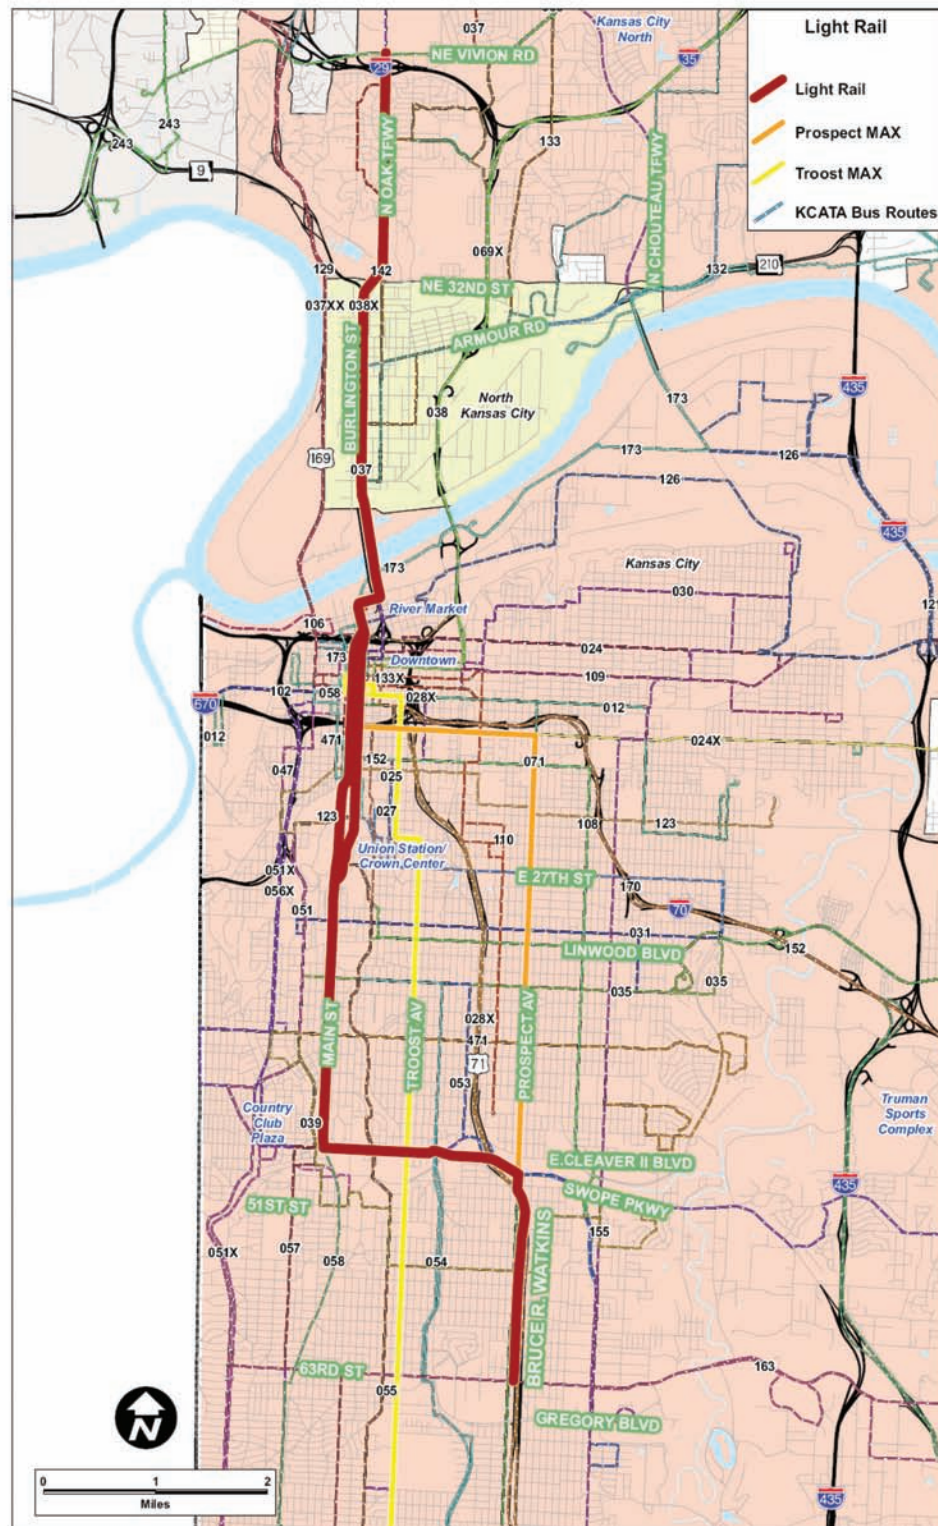 Light Rail
Light Rail
Prospect MAX
Troost MAX
KCATA Bus Routes
Kansas City
North
037
NE VIVION RD
29
35
243
243
133
9
N OAK TFWY
N CHOUTEAU TFWY
069X
129
142
132
210
NE 32ND ST
037XX
038X
ARMOUR RD
BURLINGTON ST
North
Kansas City
435
038
173
169
173
126
037
126
435
173
Kansas City
030
River Market
121
106
024
173
Downtown
109
102
058
133X
028X
670
012
012
471
024X
071
152
047
025
027
123
108
123
110
Union Station/
Crown Center
051X
E 27TH ST
056X
170
051
70
031
LINWOOD BLVD
152
035
035
MAIN ST
TROOST AV
028X
PROSPECT AV
471
71
053
Country
Club
Plaza
Truman
Sports
Complex
039
E.CLEAVER II BLVD
SWOPE PKWY
435
51ST ST
155
051X
057
058
054
BRUCE R. WATKINS
63RD ST
163
055
GREGORY BLVD
N
0 1 2
Miles
435